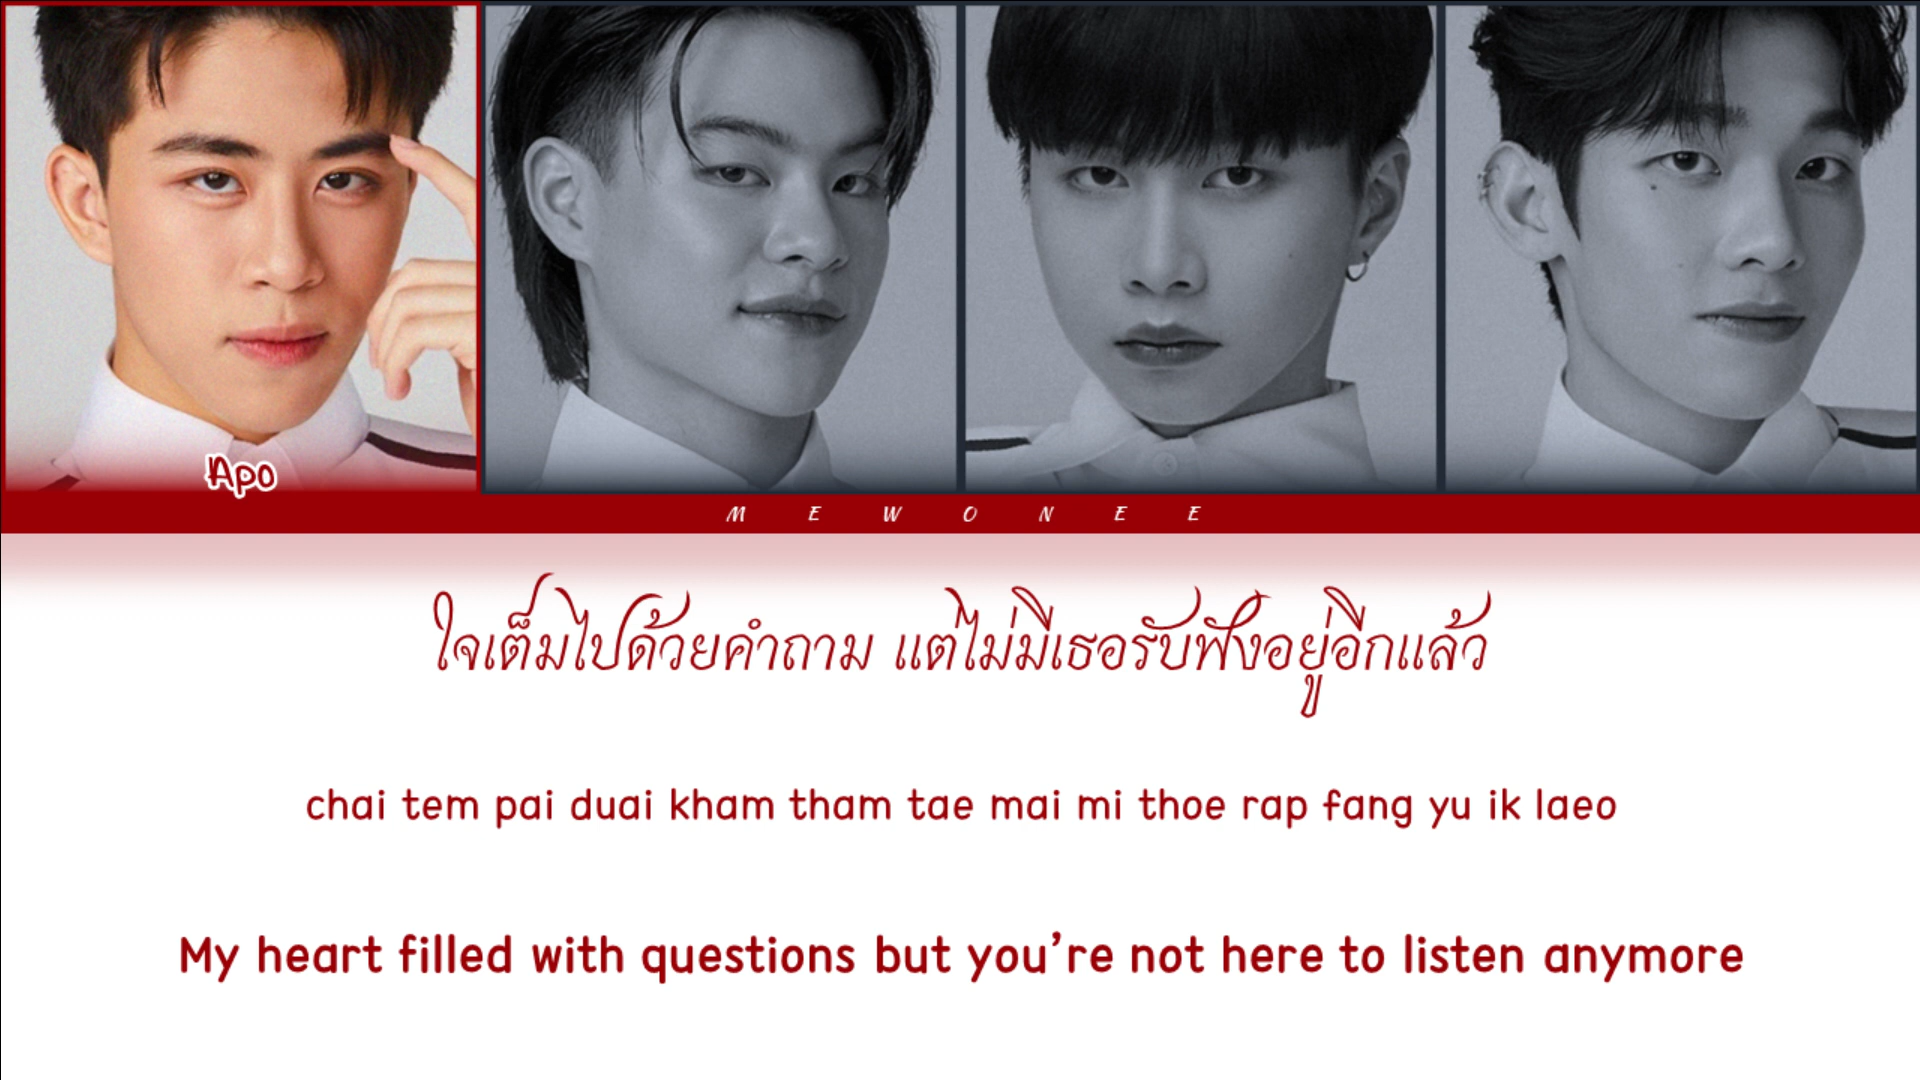 Apo
M E W O N E E
ใจเต็มไปด้วยคำถาม แต่ไม่มีเธอรับฟังอยู่อีกแล้ว
chai tem pai duai kham tham tae mai mi thoe rap fang yu ik laeo
My heart filled with questions but you’re not here to listen anymore